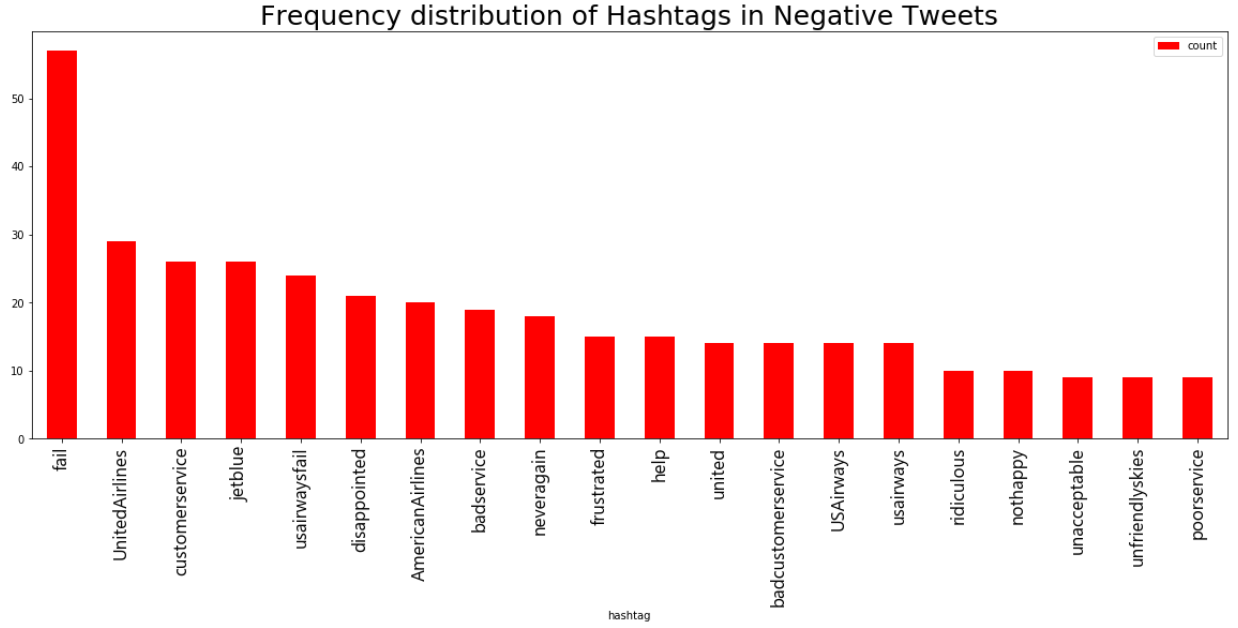 Frequency distribution of Hashtags in Negative Tweets
count
50
40
30
20
10
0
fail
UnitedAirlines
customerservice
jetblue
usairwaysfail
disappointed
AmericanAirlines
badservice
neveragain
frustrated
help
united
badcustomerservice
USAirways
usairways
ridiculous
nothappy
unacceptable
unfriendlyskies
poorservice
hashtag